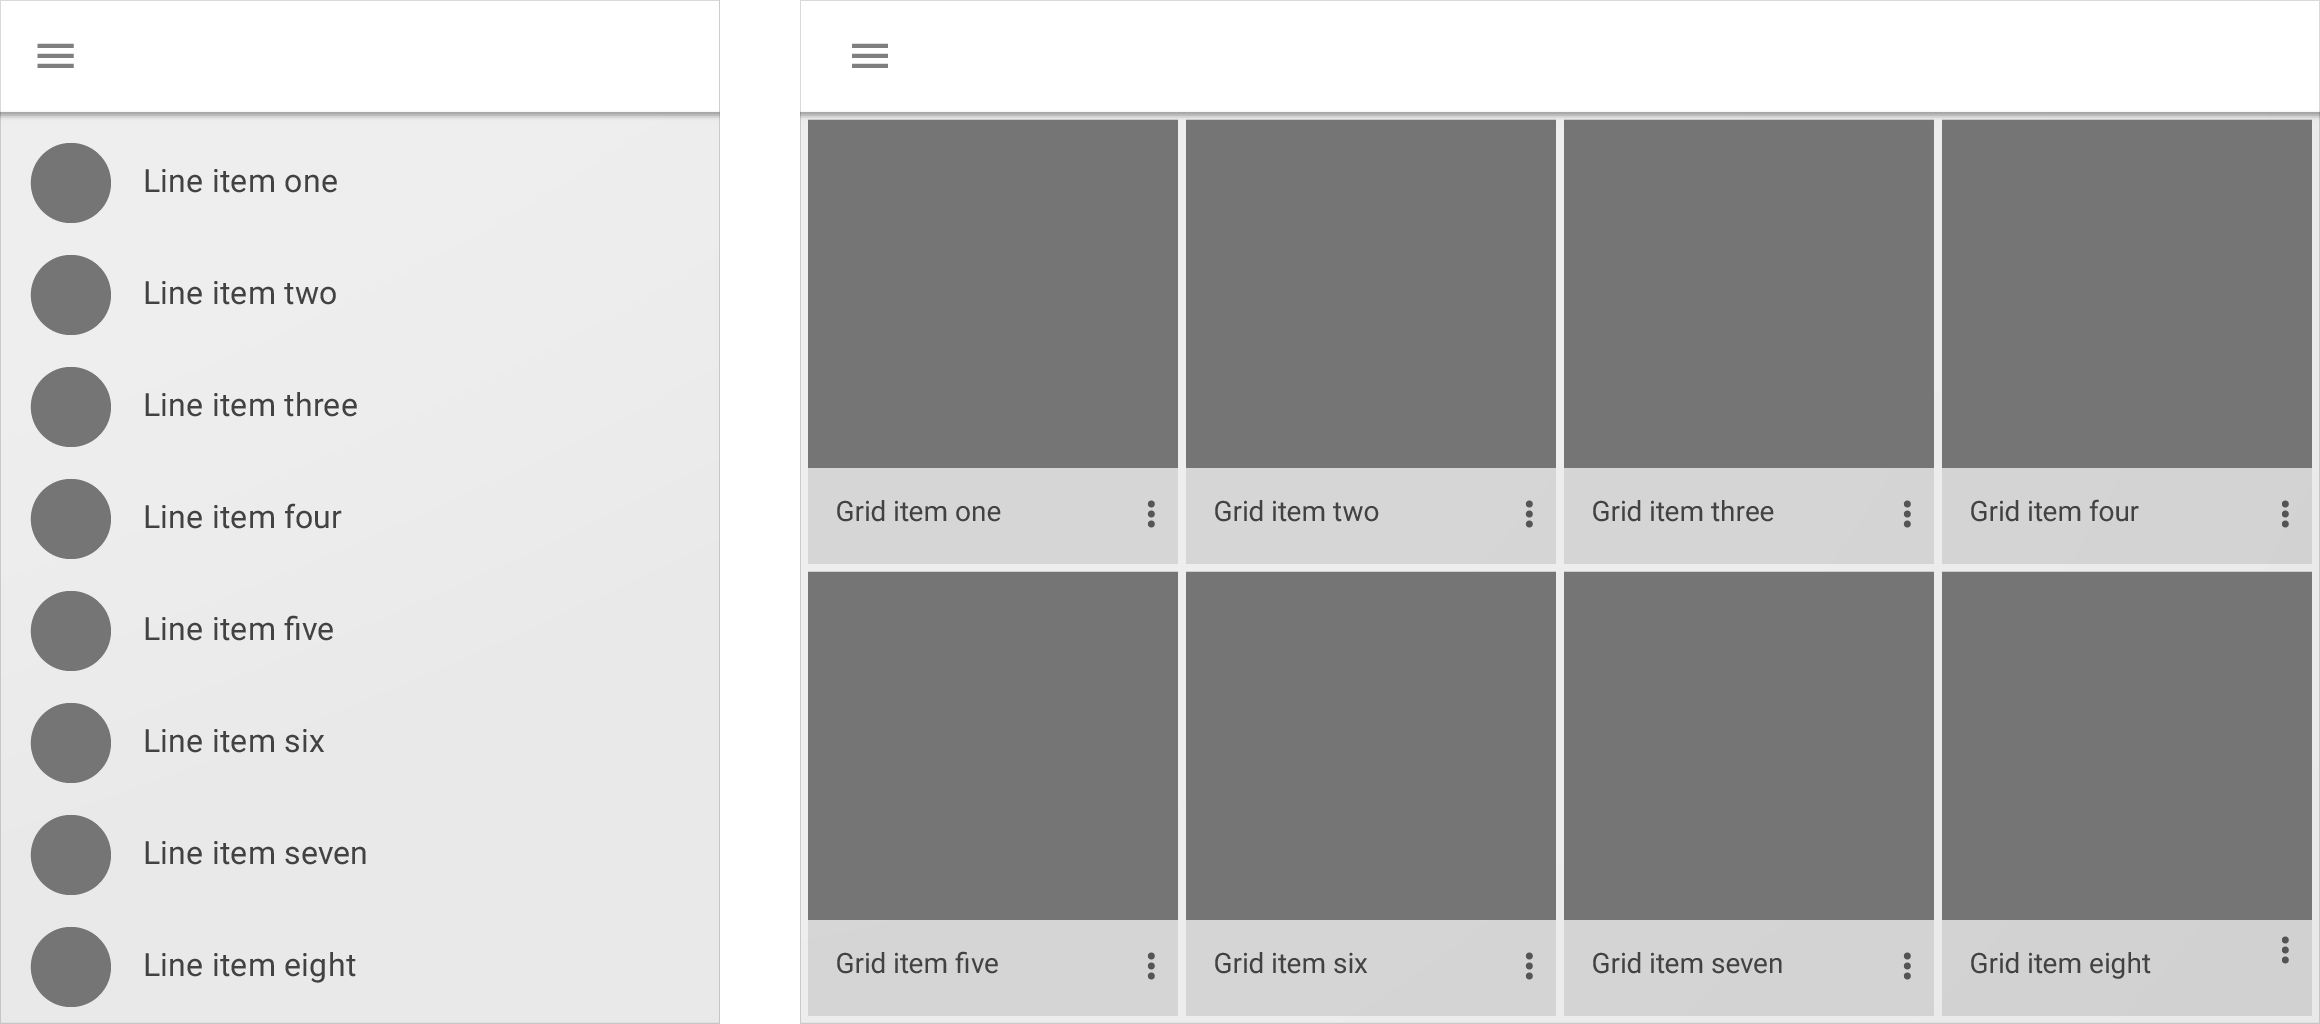 Line item one
Line item two
Line item three
Line item four
Line item five
Line item six
Line item seven
Line item eight
Grid item one
Grid item two
Grid item three
Grid item four
Grid item five
Grid item six
Grid item seven
Grid item eight